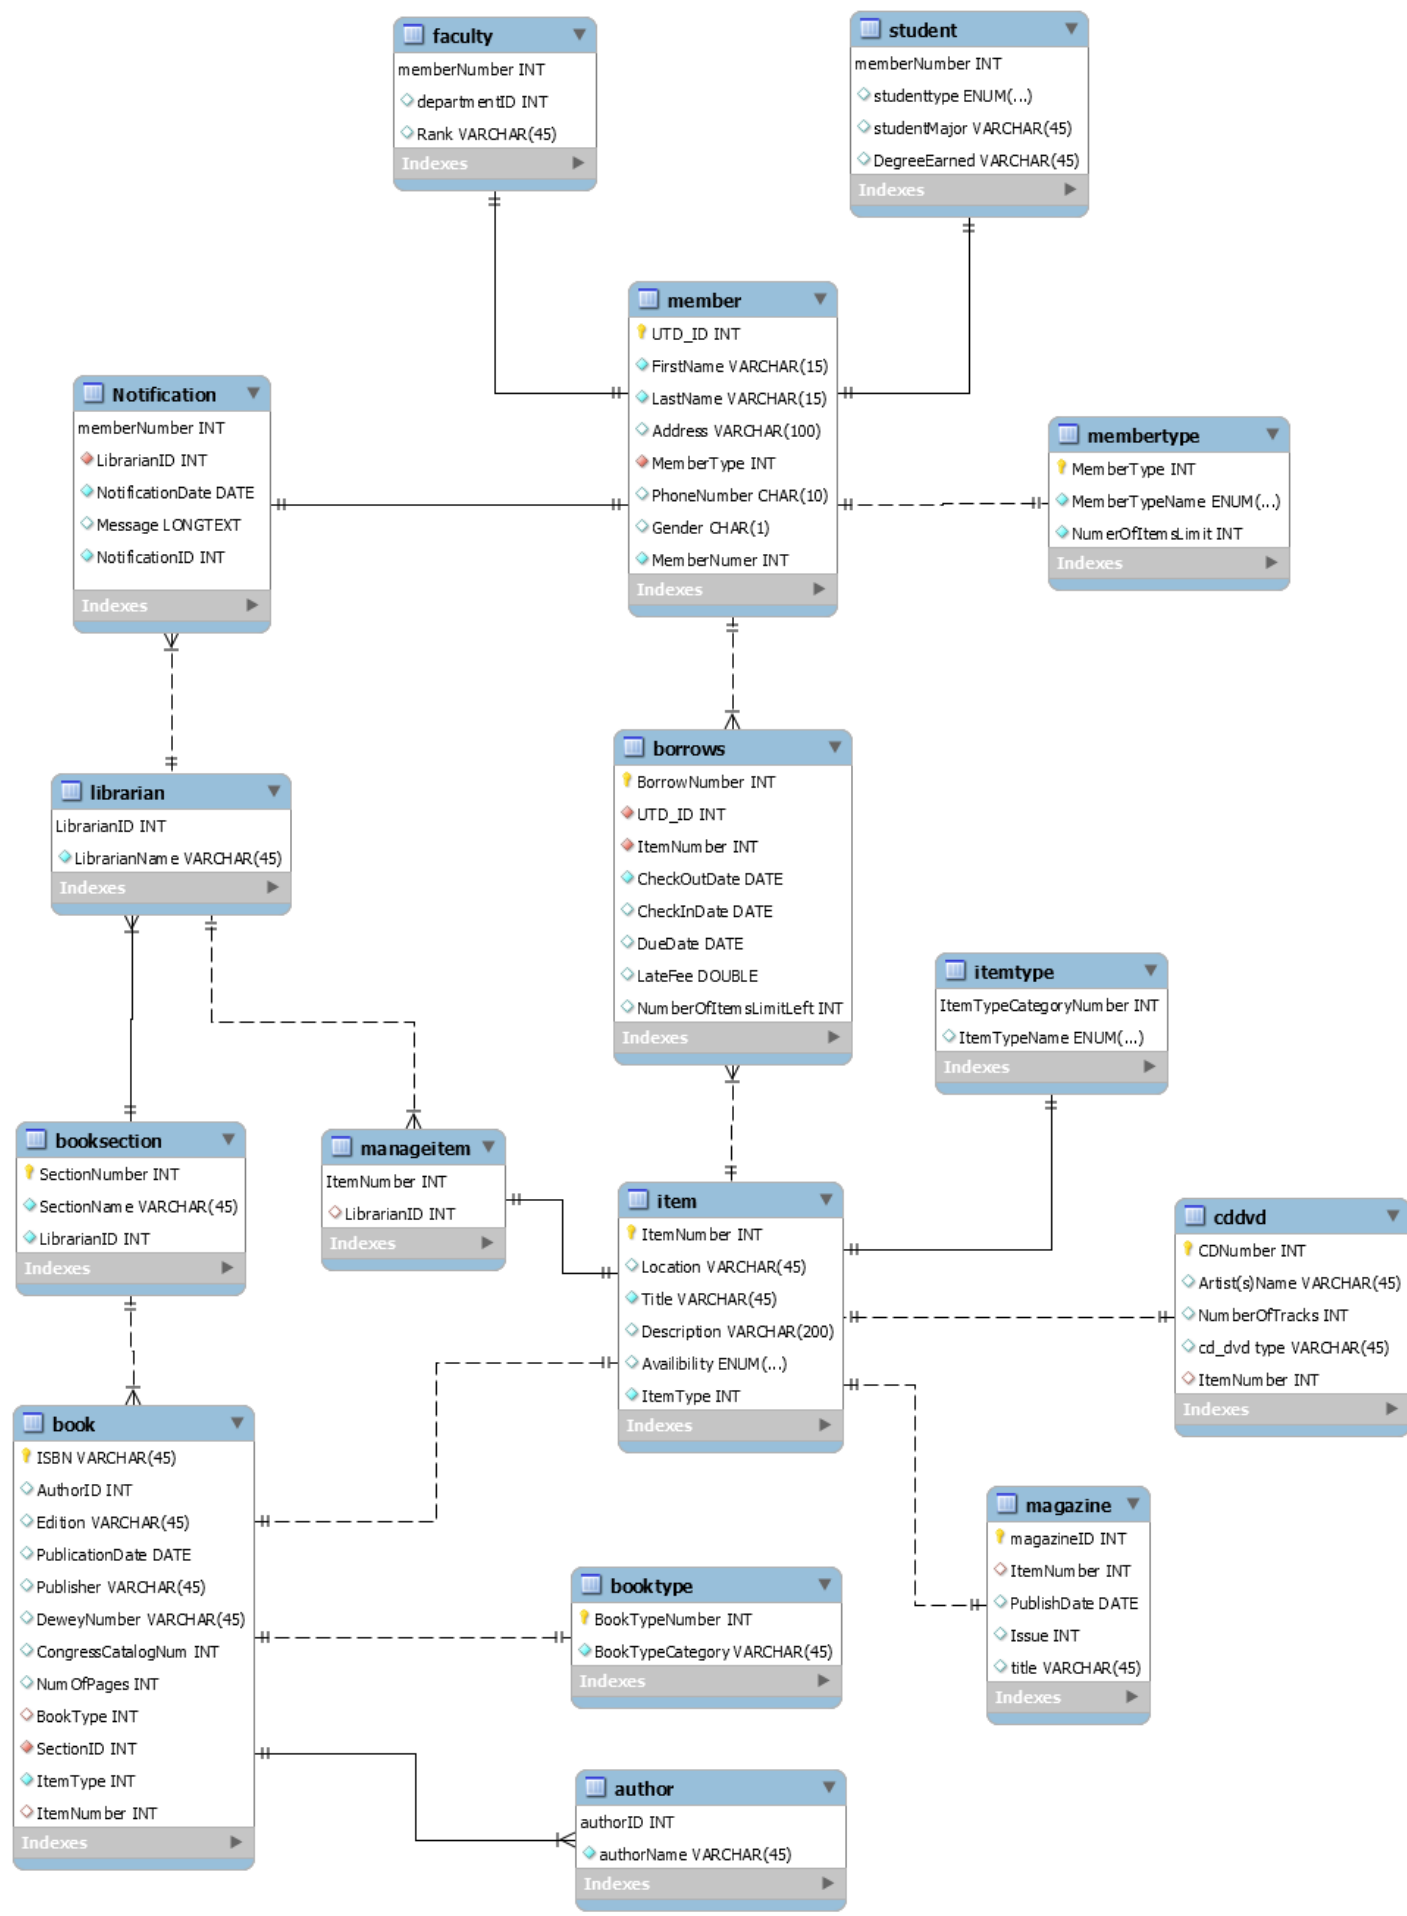 faculty
memberNumber INT
departmentID INT
Rank VARCHAR(45)
Indexes
student
memberNumber INT
studenttype ENUM(...)
studentMajor VARCHAR(45)
DegreeEarned VARCHAR(45)
Indexes
member
UTD_ID INT
FirstName VARCHAR(15)
LastName VARCHAR(15)
Address VARCHAR(100)
MemberType INT
PhoneNumber CHAR(10)
Gender CHAR(1)
MemberNumer INT
Indexes
Notification
memberNumber INT
LibrarianID INT
NotificationDate DATE
Message LONGTEXT
NotificationID INT
Indexes
membertype
MemberType INT
MemberTypeName ENUM(...)
NumerOfItemsLimit INT
Indexes
librarian
LibrarianID INT
LibrarianName VARCHAR(45)
Indexes
borrows
BorrowNumber INT
UTD_ID INT
ItemNumber INT
CheckOutDate DATE
CheckInDate DATE
DueDate DATE
LateFee DOUBLE
NumberOfItemsLimitLeft INT
Indexes
itemtype
ItemTypeCategoryNumber INT
ItemTypeName ENUM(...)
Indexes
booksection
SectionNumber INT
SectionName VARCHAR(45)
LibrarianID INT
Indexes
manageitem
ItemNumber INT
LibrarianID INT
Indexes
item
ItemNumber INT
Location VARCHAR(45)
Title VARCHAR(45)
Description VARCHAR(200)
Availibility ENUM(...)
ItemType INT
Indexes
cddvd
CDNumber INT
Artist(s)Name VARCHAR(45)
NumberOfTracks INT
cd_dvd type VARCHAR(45)
ItemNumber INT
Indexes
book
ISBN VARCHAR(45)
AuthorID INT
Edition VARCHAR(45)
PublicationDate DATE
Publisher VARCHAR(45)
DeweyNumber VARCHAR(45)
CongressCatalogNum INT
NumOfPages INT
BookType INT
SectionID INT
ItemType INT
ItemNumber INT
Indexes
magazine
magazineID INT
ItemNumber INT
PublishDate DATE
Issue INT
title VARCHAR(45)
Indexes
booktype
BookTypeNumber INT
BookTypeCategory VARCHAR(45)
Indexes
author
authorID INT
authorName VARCHAR(45)
Indexes